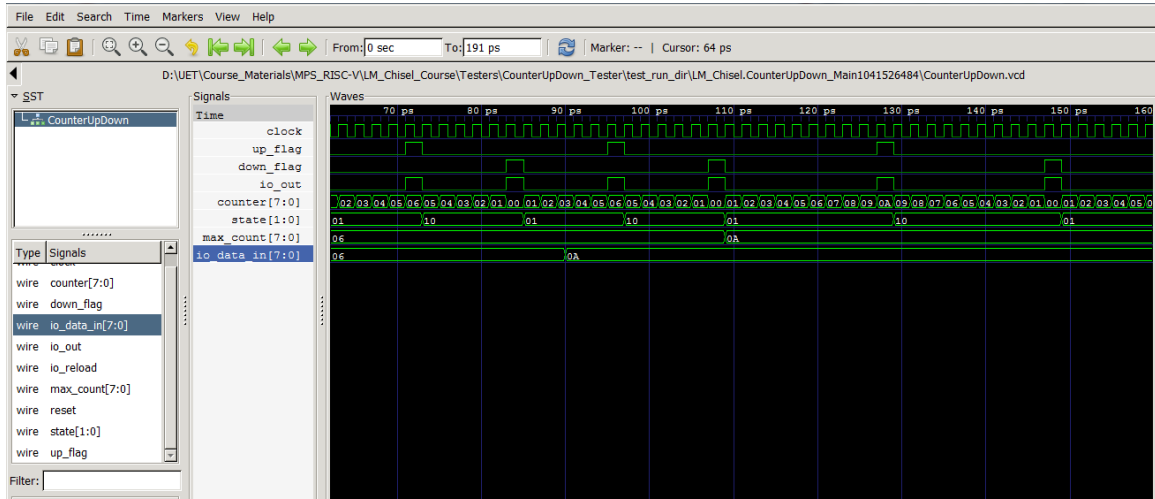 File Edit Search Time Markers View Help
From: 0 sec To: 191 ps Marker: -- | Cursor: 64 ps
D:\UET\Course_Materials\MPS_RISC-V\LM_Chisel_Course\Testers\CounterUpDown_Tester\test_run_dir\LM_Chisel.CounterUpDown_Main1041526484\CounterUpDown.vcd
SST
CounterUpDown
Type Signals
wire clock
wire counter[7:0]
wire down_flag
wire io_data_in[7:0]
wire io_out
wire io_reload
wire max_count[7:0]
wire reset
wire state[1:0]
wire up_flag
Filter:
Signals
Time
clock
up_flag
down_flag
io_out
counter[7:0]
state[1:0]
max_count[7:0]
io_data_in[7:0]
Waves
70 ps 80 ps 90 ps 100 ps 110 ps 120 ps 130 ps 140 ps 150 ps 160
02 03 04 05 06 05 04 03 02 01 00 01 02 03 04 05 06 05 04 03 02 01 00 01 02 03 04 05 06 07 08 09 0A 09 08 07 06 05 04 03 02 01 00 01 02 03 04 05 0
01 10 01 10 01 10 01
06 0A
06 0A